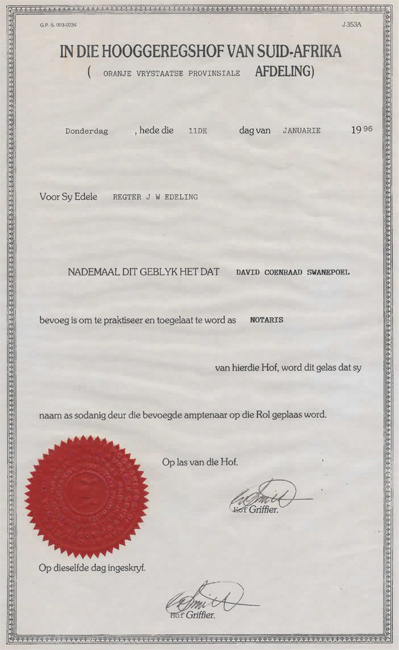 G.P.-S. 003-0236 J 353A
IN DIE HOOGGEREGSHOF VAN SUID-AFRIKA
( ORANJE VRYSTAATSE PROVINSIALE AFDELING)
Donderdag , hede die 11DE dag van JANUARIE 1996
Voor Sy Edele REGTER J W EDELING
NADEMAAL DIT GEBLYK HET DAT DAVID COENRAAD SWANEPOEL
bevoeg is om te praktiseer en toegelaat te word as NOTARIS
van hierdie Hof, word dit gelas dat sy
naam as sodanig deur die bevoegde amptenaar op die Rol geplaas word.
Op las van die Hof.
Griffier.
Op dieselfde dag ingeskryf.
Griffier.